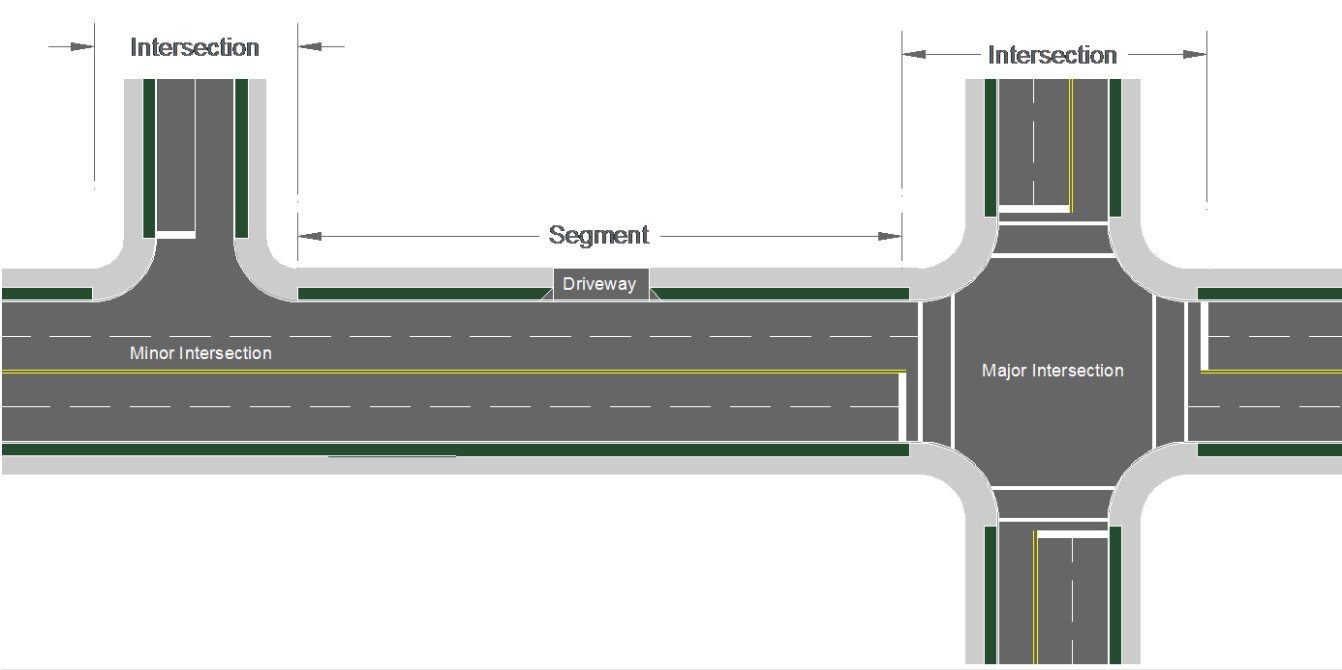 Intersection
Intersection
Segment
Driveway
Minor Intersection
Major Intersection